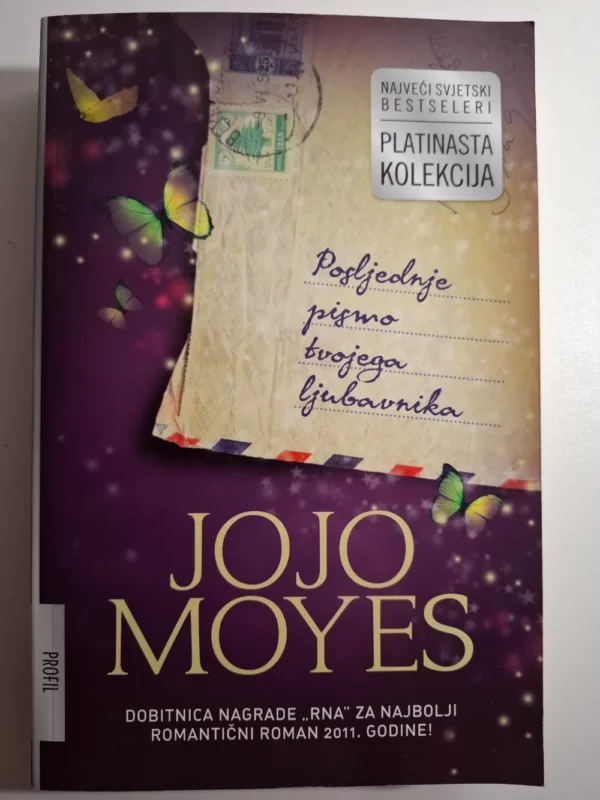 NAJVEĆI SVJETSKI
BESTSELERI
PLATINASTA
KOLEKCIJA
Posljednje
pismo
tvojega
ljubavnika
JOJO
MOYES
PROFIL
DOBITNICA NAGRADE „RNA” ZA NAJBOLJI
ROMANTIČNI ROMAN 2011. GODINE!